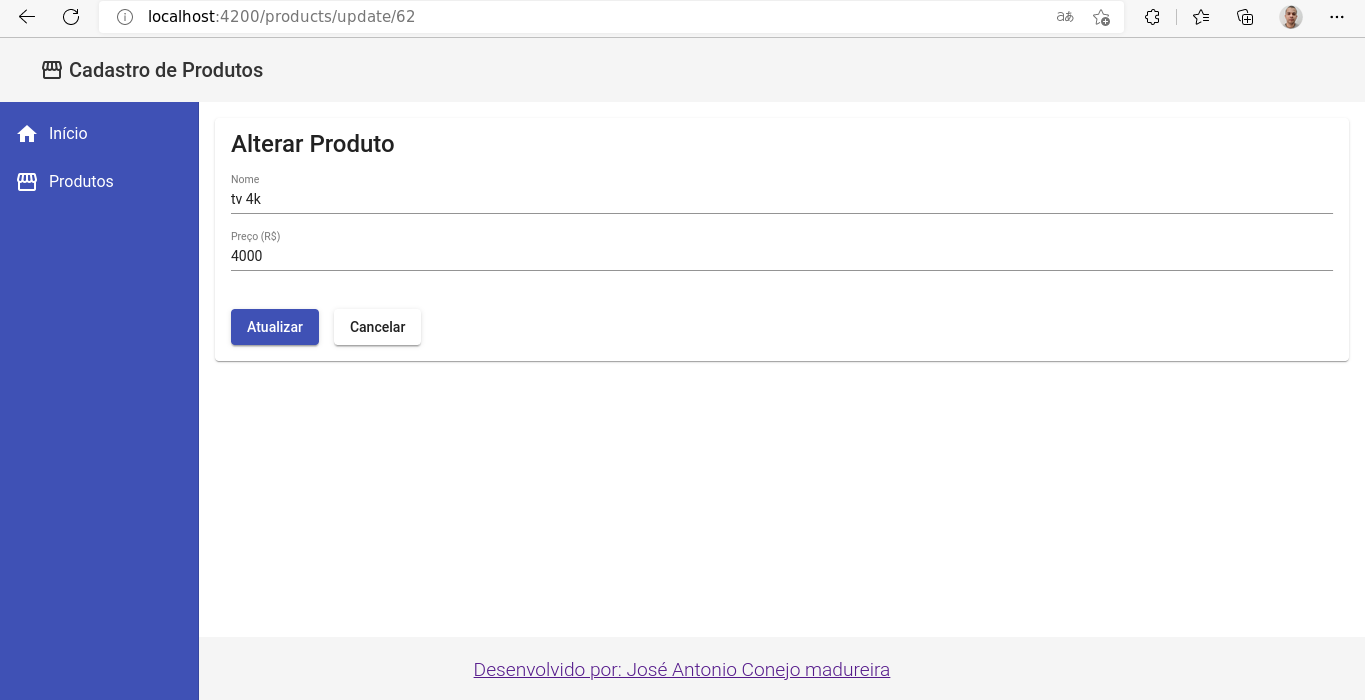 localhost:4200/products/update/62
Cadastro de Produtos
Início
Produtos
Alterar Produto
Nome
tv 4k
Preço (R$)
4000
Atualizar Cancelar
Desenvolvido por: José Antonio Conejo madureira